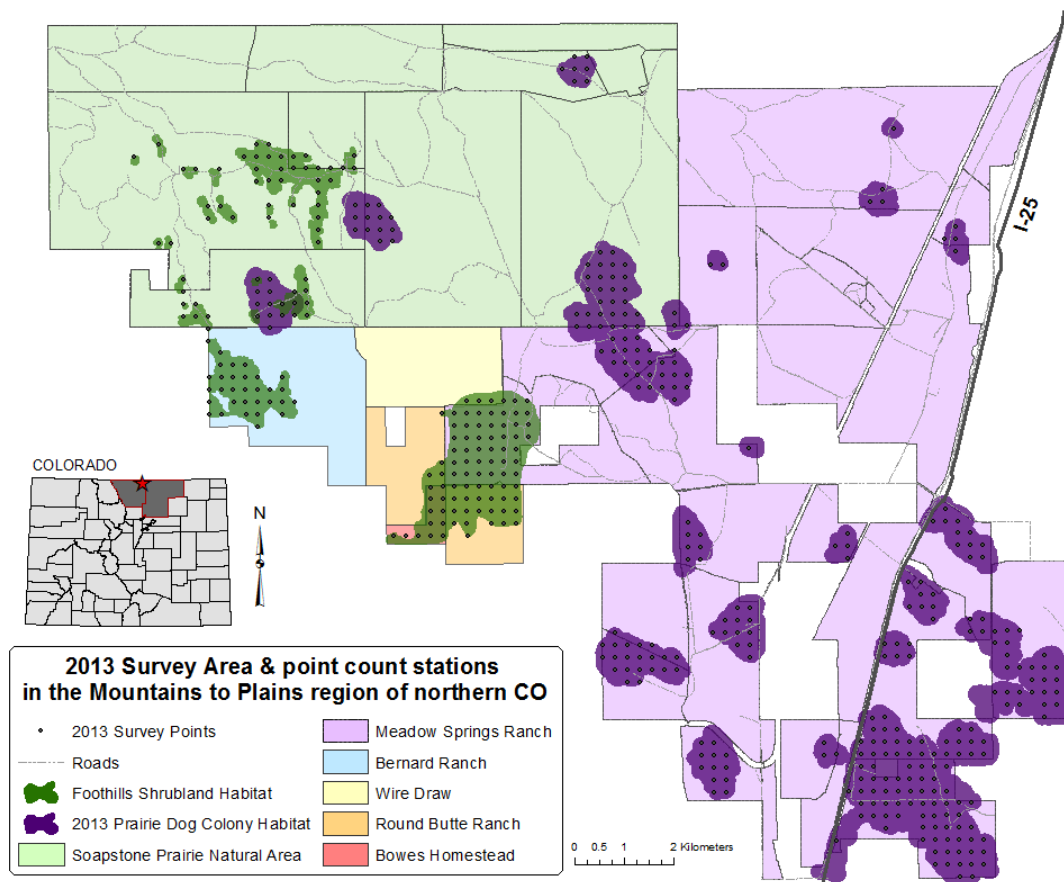 I-25
COLORADO
N
2013 Survey Area & point count stations
in the Mountains to Plains region of northern CO
2013 Survey Points
Roads
Foothills Shrubland Habitat
2013 Prairie Dog Colony Habitat
Soapstone Prairie Natural Area
Meadow Springs Ranch
Bernard Ranch
Wire Draw
Round Butte Ranch
Bowes Homestead
0 0.5 1 2 Kilometers